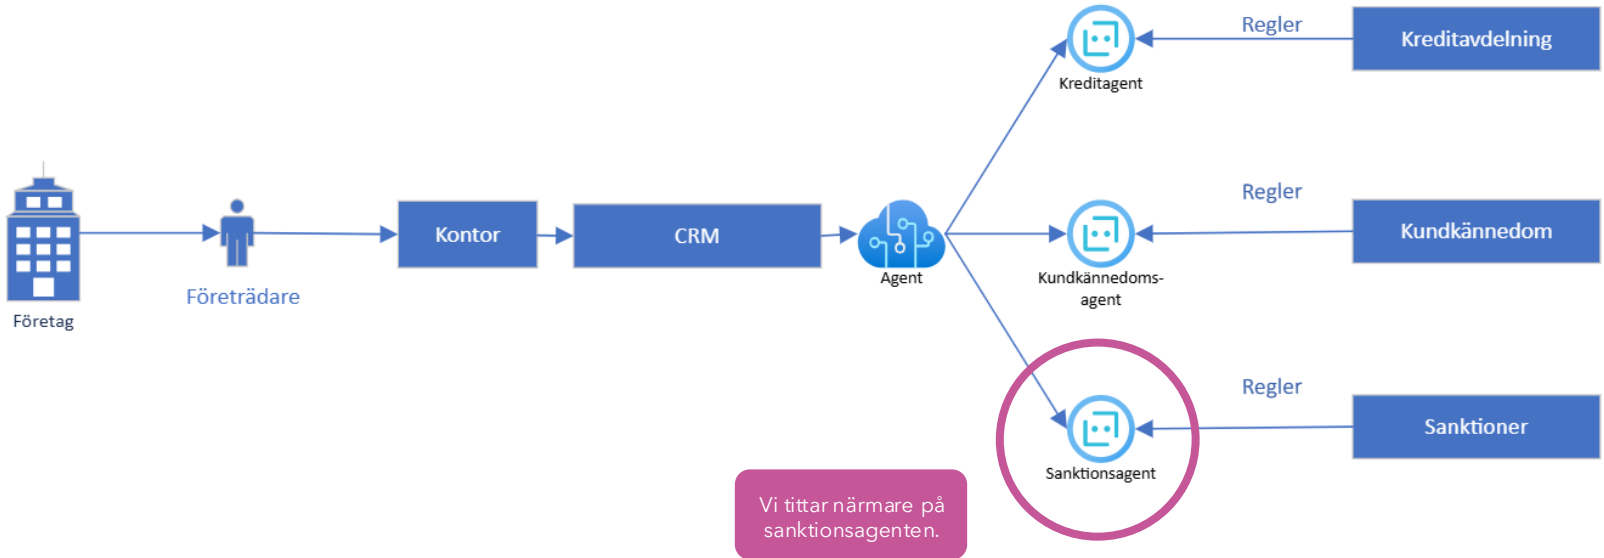 Regler
Kreditavdelning
Kreditagent
Regler
Kundkännedom
Kontor
CRM
Agent
Kundkännedoms-
agent
Företrädare
Företag
Regler
Sanktioner
Sanktionsagent
Vi tittar närmare på
sanktionsagenten.